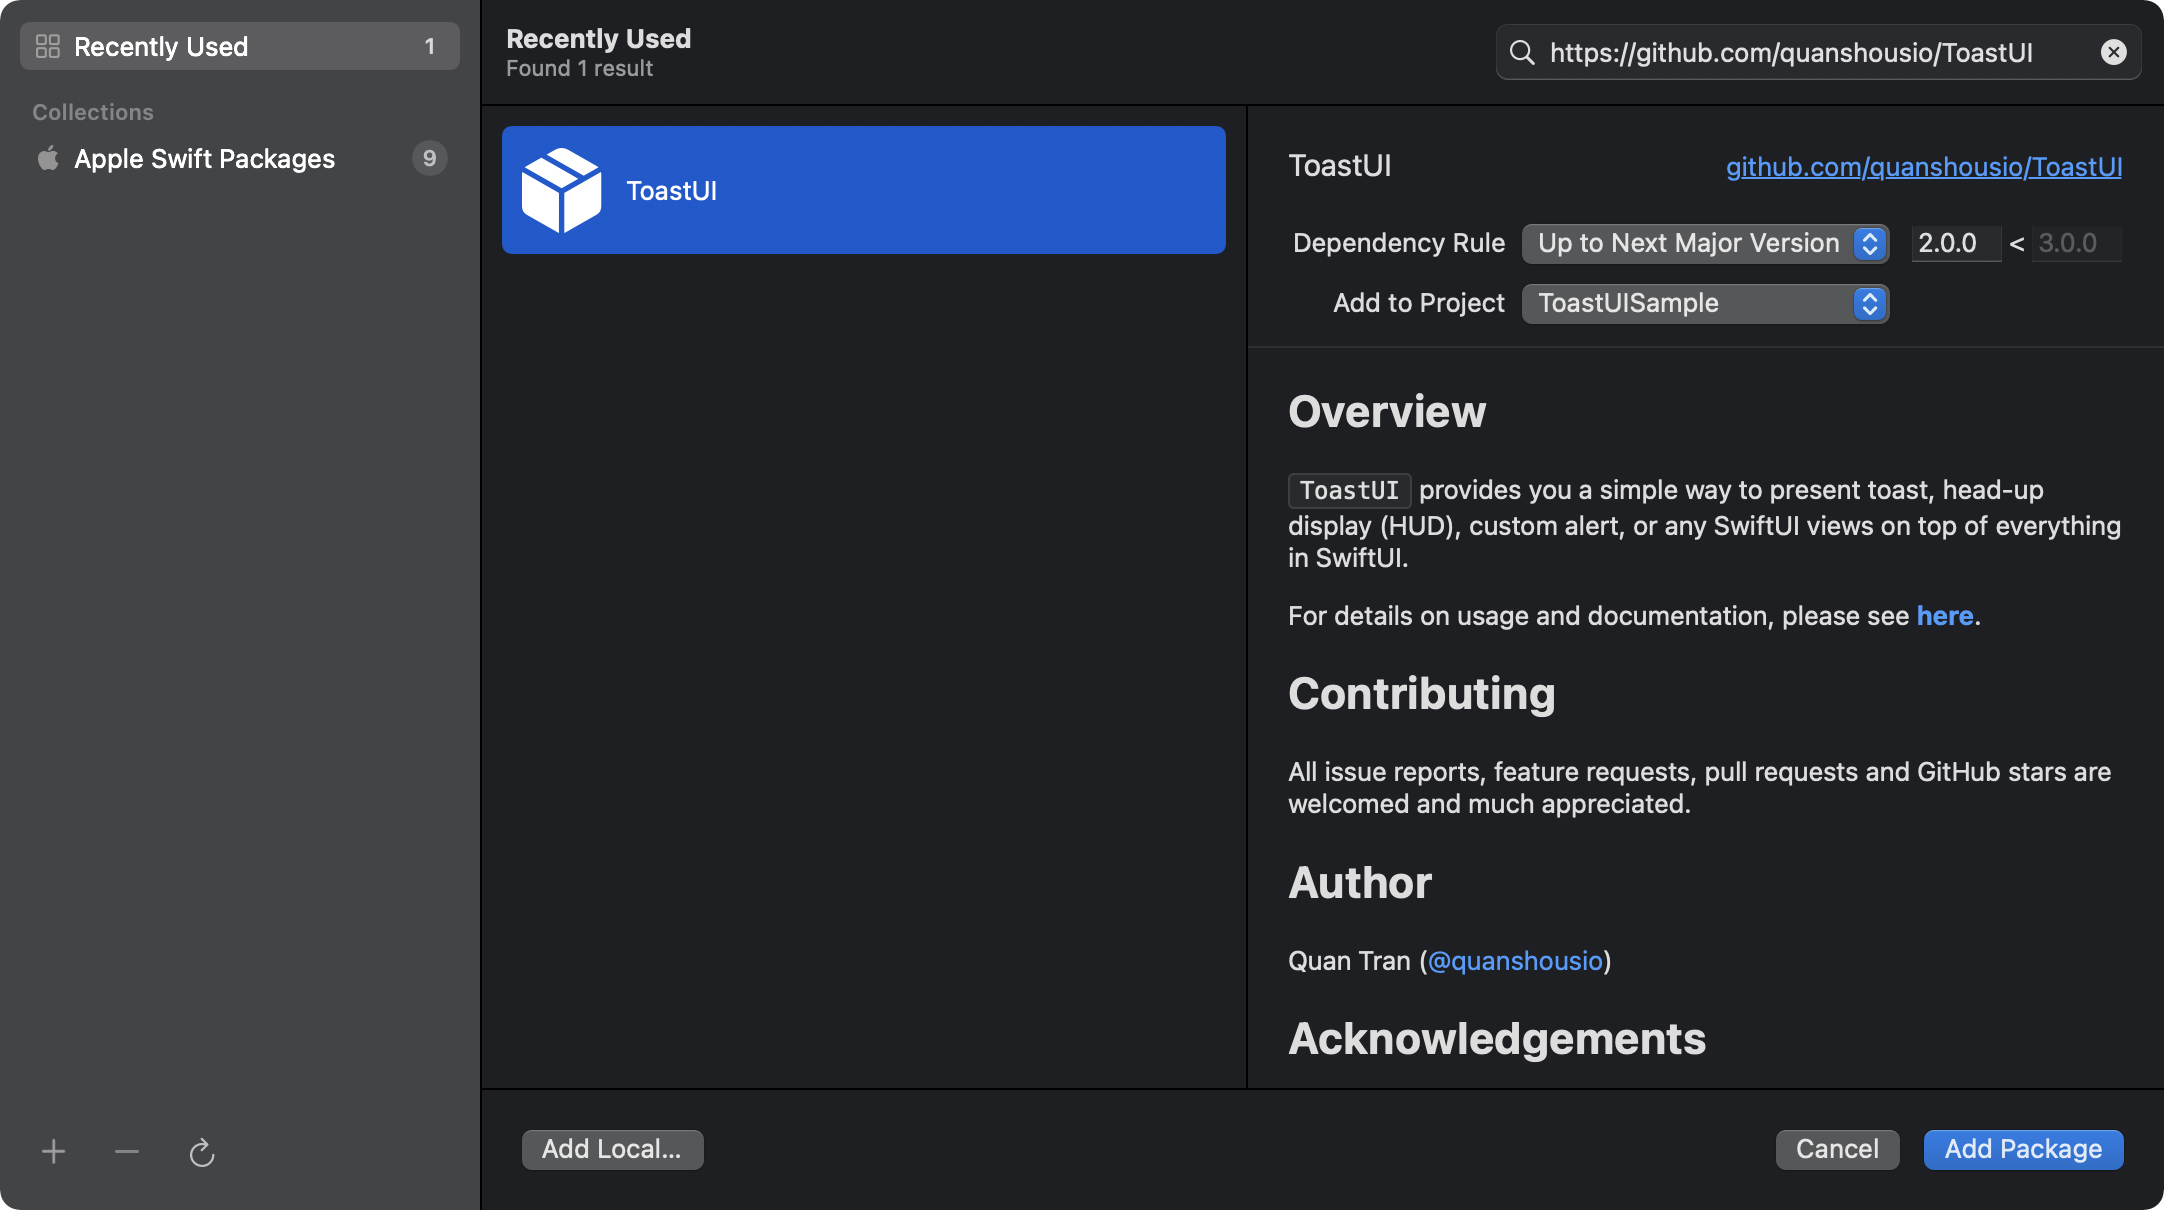 Recently Used 1
Collections
Apple Swift Packages 9
Recently Used
Found 1 result
https://github.com/quanshousio/ToastUI
ToastUI
ToastUI github.com/quanshousio/ToastUI
Dependency Rule Up to Next Major Version 2.0.0 < 3.0.0
Add to Project ToastUISample
Overview
ToastUI provides you a simple way to present toast, head-up
display (HUD), custom alert, or any SwiftUI views on top of everything
in SwiftUI.
For details on usage and documentation, please see here.
Contributing
All issue reports, feature requests, pull requests and GitHub stars are
welcomed and much appreciated.
Author
Quan Tran (@quanshousio)
Acknowledgements
Add Local... Cancel Add Package